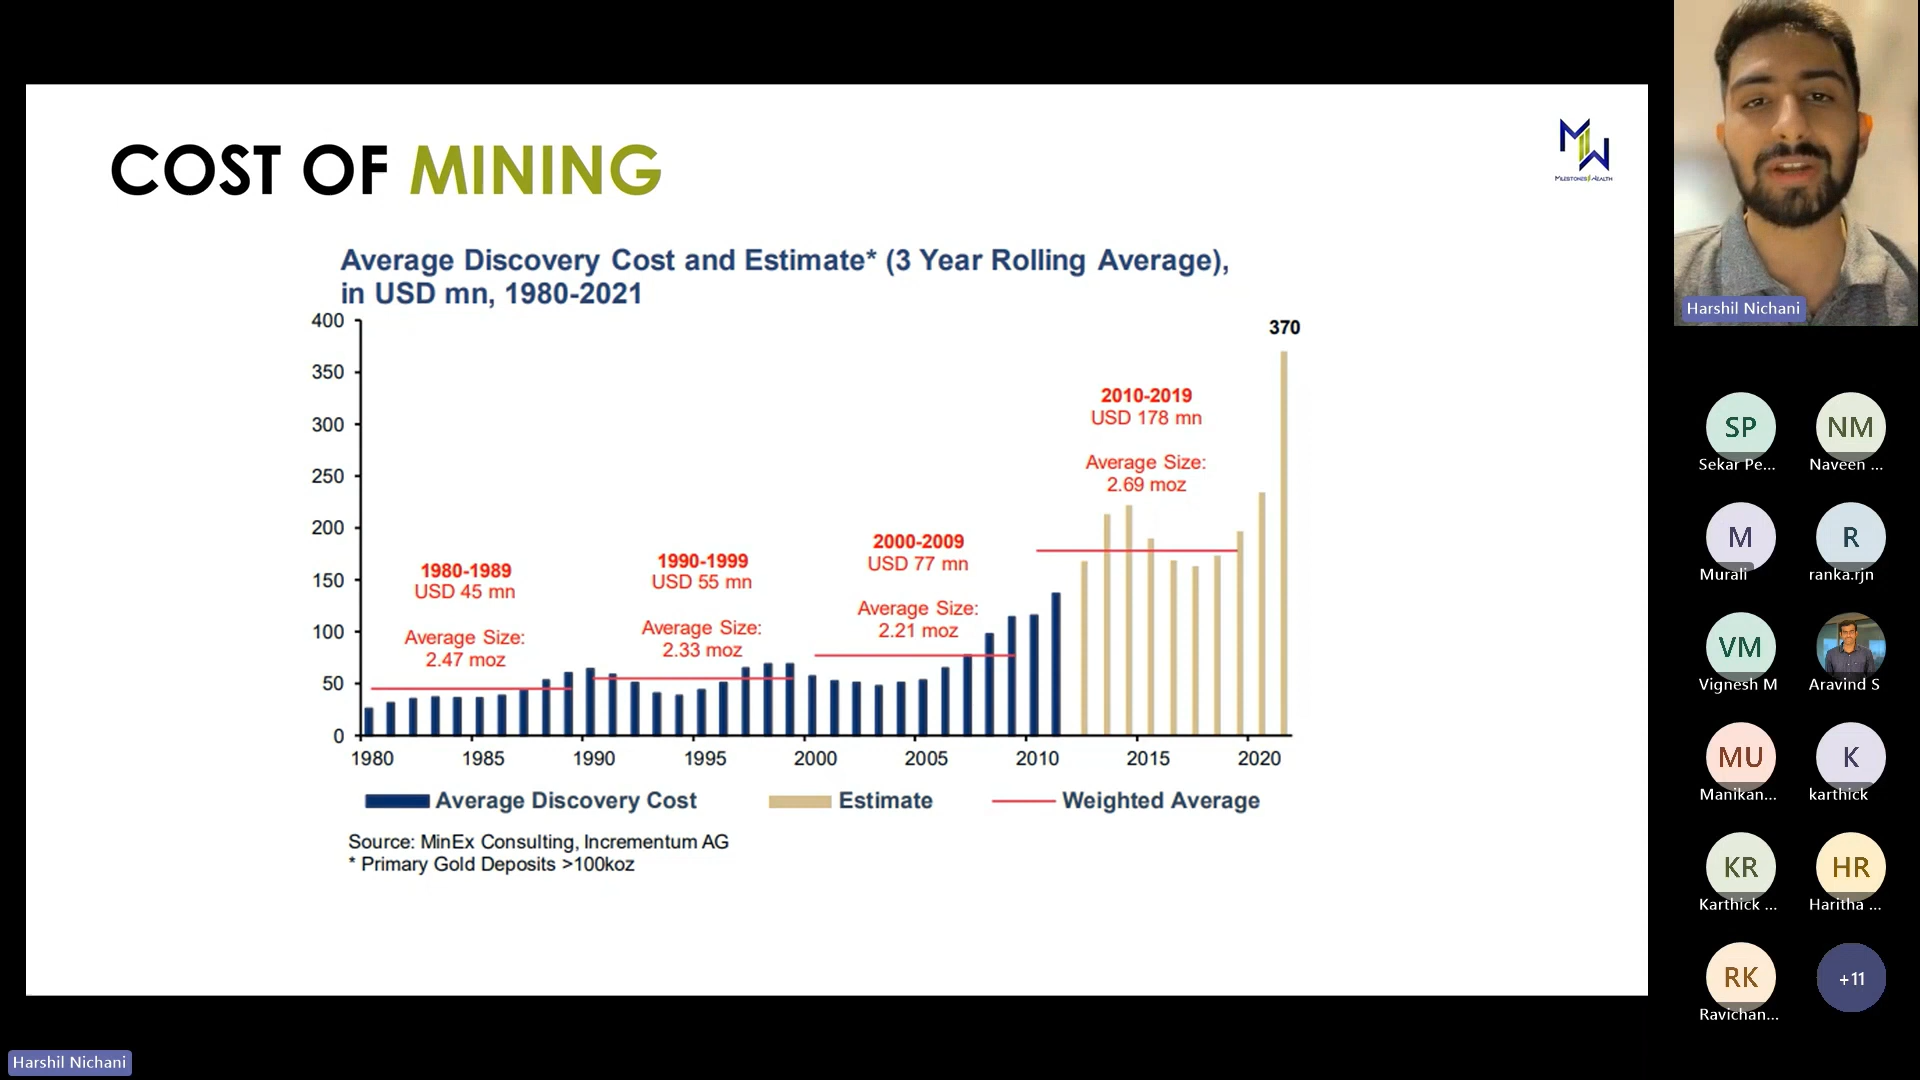 COST OF MINING
MW
MILESTONES WEALTH
Average Discovery Cost and Estimate* (3 Year Rolling Average),
in USD mn, 1980-2021
400
350
300
250
200
150
100
50
0
370
2010-2019
USD 178 mn
Average Size:
2.69 moz
2000-2009
USD 77 mn
Average Size:
2.21 moz
1990-1999
USD 55 mn
Average Size:
2.33 moz
1980-1989
USD 45 mn
Average Size:
2.47 moz
1980 1985 1990 1995 2000 2005 2010 2015 2020
Average Discovery Cost Estimate Weighted Average
Source: MinEx Consulting, Incrementum AG
* Primary Gold Deposits >100koz
Harshil Nichani
SP NM
Sekar Pe... Naveen ...
M R
Murali ranka.rjn
VM
Vignesh M Aravind S
MU K
Manikan... karthick
KR HR
Karthick ... Haritha ...
RK +11
Ravichan...
Harshil Nichani